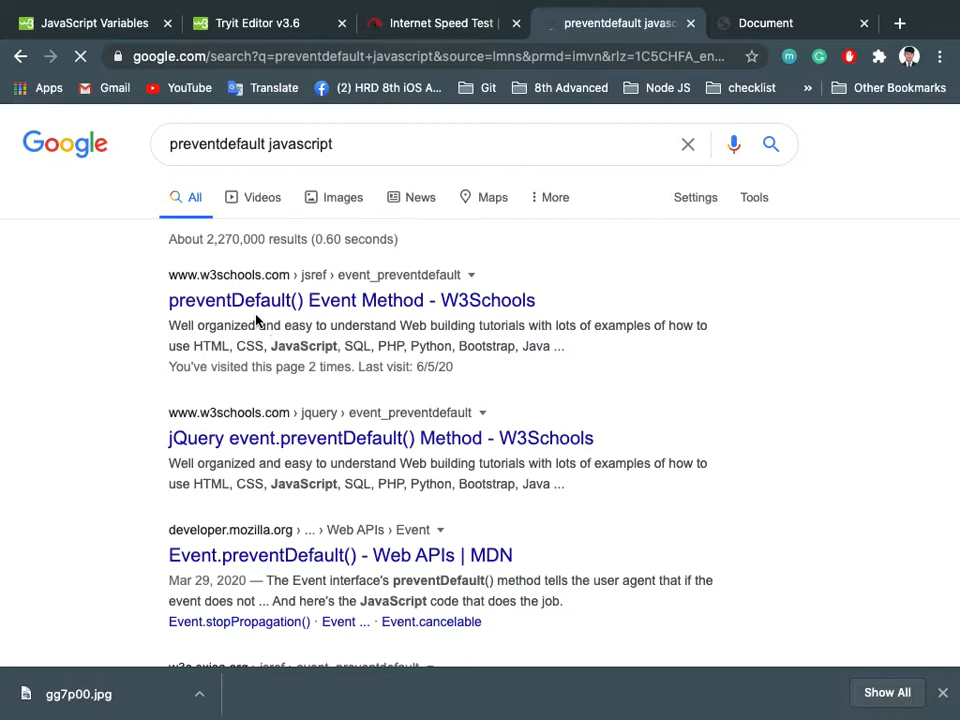 JavaScript Variables
Tryit Editor v3.6
Internet Speed Test |
preventdefault javasc
Document
google.com/search?q=preventdefault+javascript&source=lmns&prmd=imvn&rlz=1C5CHFA_en...
Apps
Gmail
YouTube
Translate
(2) HRD 8th iOS A...
Git
8th Advanced
Node JS
checklist
»
Other Bookmarks
Google
preventdefault javascript
All
Videos
Images
News
Maps
More
Settings
Tools
About 2,270,000 results (0.60 seconds)
www.w3schools.com › jsref › event_preventdefault
preventDefault() Event Method - W3Schools
Well organized and easy to understand Web building tutorials with lots of examples of how to
use HTML, CSS, JavaScript, SQL, PHP, Python, Bootstrap, Java ...
You've visited this page 2 times. Last visit: 6/5/20
www.w3schools.com › jquery › event_preventdefault
jQuery event.preventDefault() Method - W3Schools
Well organized and easy to understand Web building tutorials with lots of examples of how to
use HTML, CSS, JavaScript, SQL, PHP, Python, Bootstrap, Java ...
developer.mozilla.org › ... › Web APIs › Event
Event.preventDefault() - Web APIs | MDN
Mar 29, 2020 — The Event interface's preventDefault() method tells the user agent that if the
event does not ... And here's the JavaScript code that does the job.
Event.stopPropagation() · Event ... · Event.cancelable
gg7p00.jpg
Show All